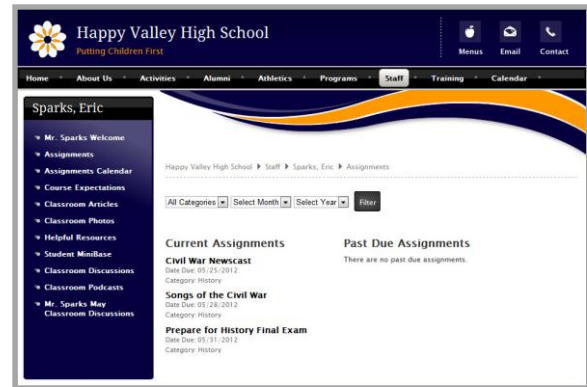 Happy Valley High School
Putting Children First
Menus Email Contact
Home About Us Activities Alumni Athletics Programs Staff Training Calendar
Sparks, Eric
Mr. Sparks Welcome
Assignments
Assignments Calendar
Course Expectations
Classroom Articles
Classroom Photos
Helpful Resources
Student MiniBase
Classroom Discussions
Classroom Podcasts
Mr. Sparks May
Classroom Discussions
Happy Valley High School Staff Sparks, Eric Assignments
All Categories Select Month Select Year Filter
Current Assignments
Civil War Newscast
Date Due: 05/25/2012
Category: History
Songs of the Civil War
Date Due: 05/28/2012
Category: History
Prepare for History Final Exam
Date Due: 05/31/2012
Category: History
Past Due Assignments
There are no past due assignments.